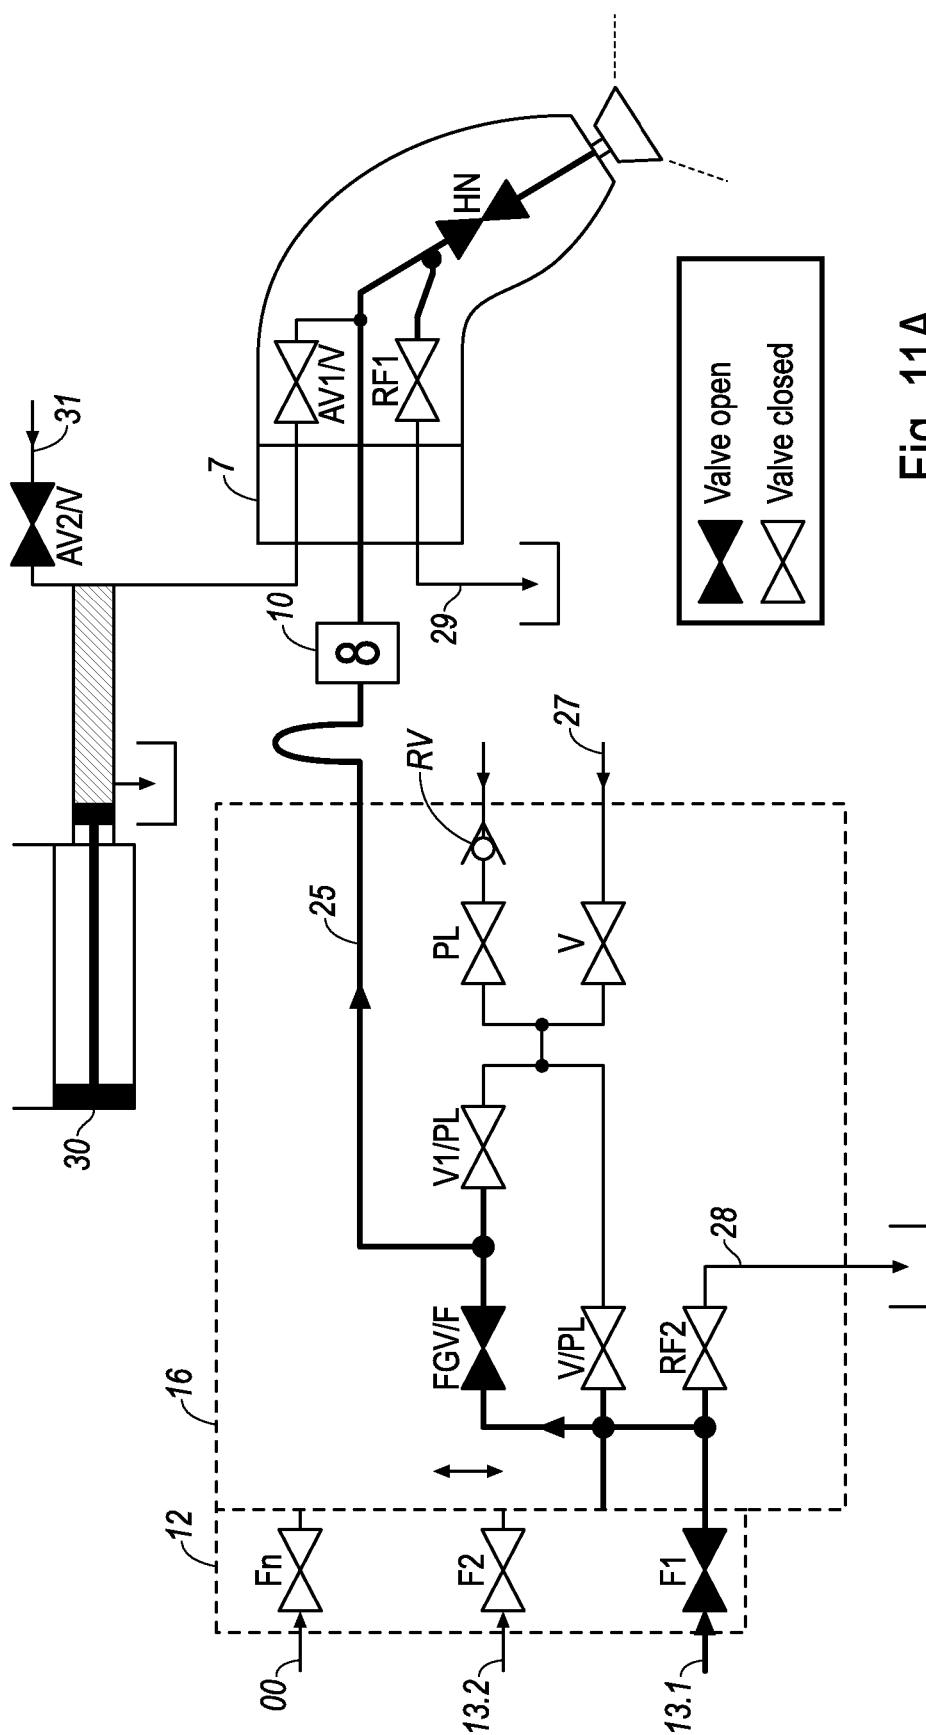 30
AV2/V
31
12
16
7
00
Fn
10
25
AV1/V
8
RF1
RV
13.2
F2
FGV/F
V1/PL
PL
29
HN
V/PL
V
27
13.1
F1
RF2
28
Valve open
Valve closed
Fig. 11A